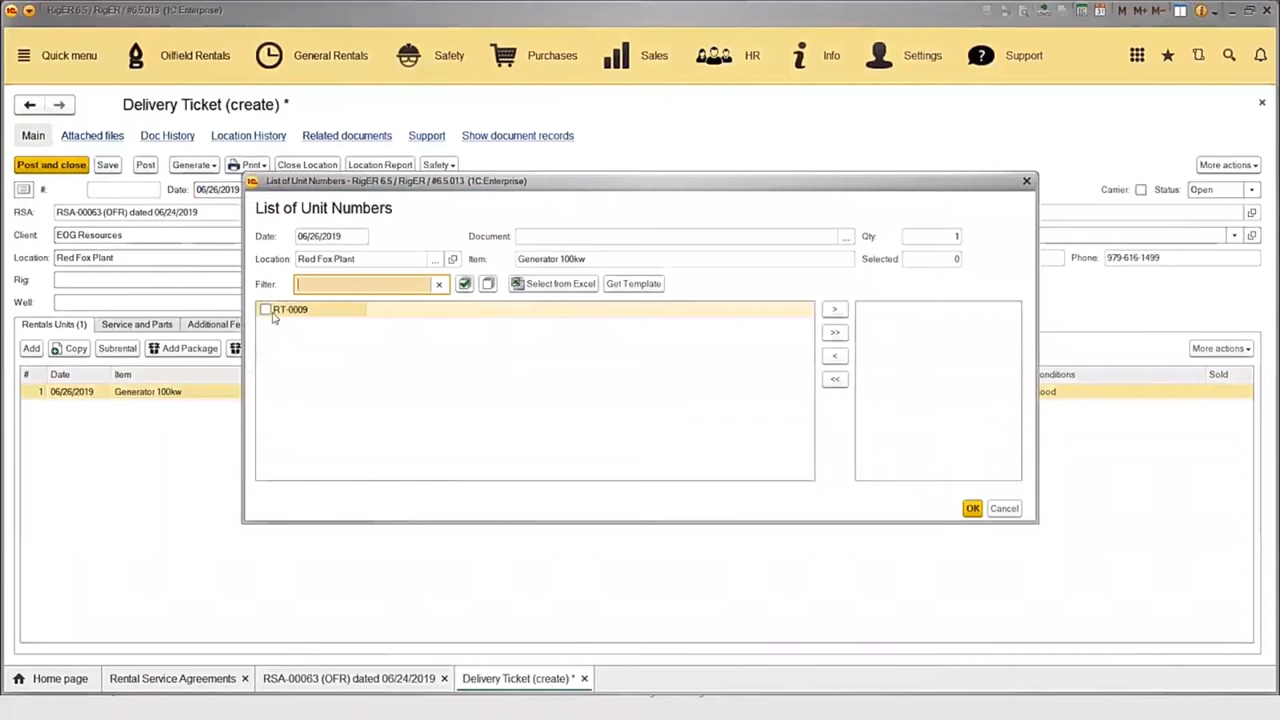 RigER 6.5 / RigER / #6.5.013 (1C:Enterprise)
M M+ M-
Quick menu Oilfield Rentals General Rentals Safety Purchases Sales HR Info Settings Support
Delivery Ticket (create) *
Main Attached files Doc History Location History Related documents Support Show document records
Post and close Save Post Generate Print Close Location Location Report Safety More actions
#: Date: 06/26/2019 Carrier: Status: Open
RSA: RSA-00063 (OFR) dated 06/24/2019
Client: EOG Resources
Location: Red Fox Plant Phone: 979-616-1499
Rig:
Well:
Rentals Units (1) Service and Parts Additional Fe
Add Copy Subrental Add Package More actions
# Date Item onditions Sold
1 06/26/2019 Generator 100kw ood
List of Unit Numbers - RigER 6.5 / RigER / #6.5.013 (1C:Enterprise)
List of Unit Numbers
Date: 06/26/2019 Document: ... Qty: 1
Location: Red Fox Plant ... Item: Generator 100kw Selected: 0
Filter: Select from Excel Get Template
RT-0009
>
>>
<
<<
OK Cancel
Home page Rental Service Agreements RSA-00063 (OFR) dated 06/24/2019 Delivery Ticket (create) *